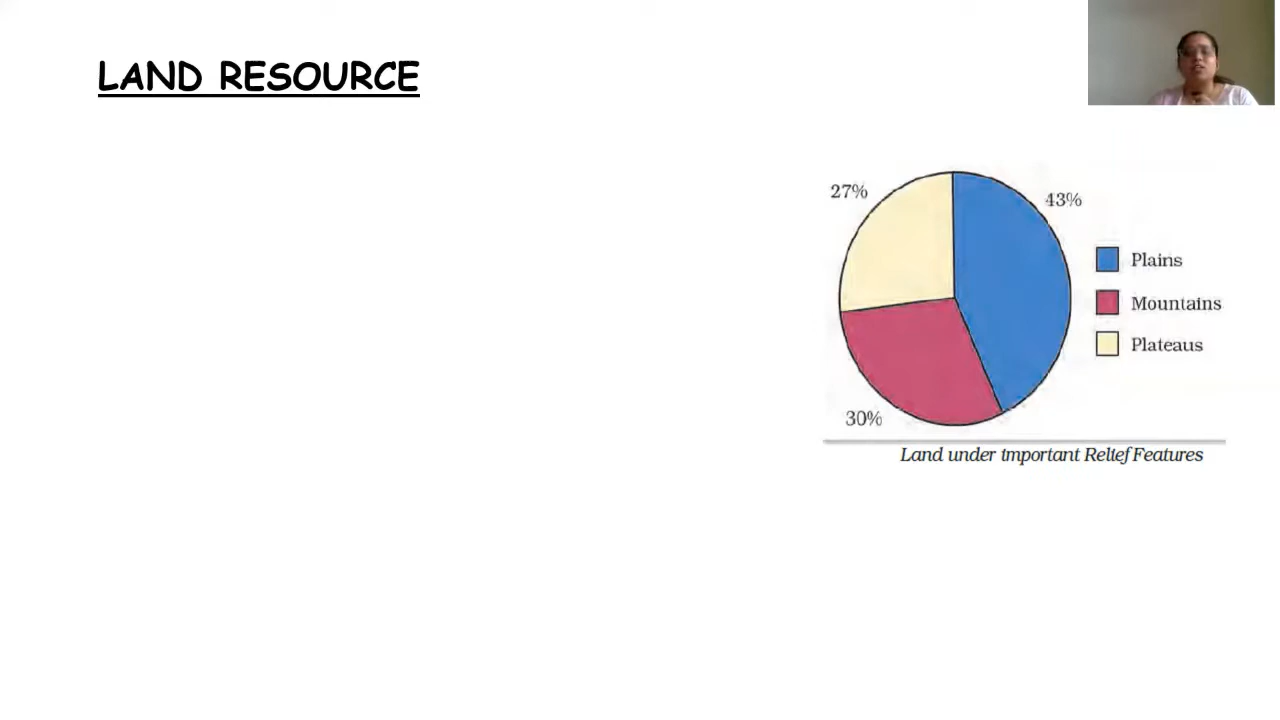 LAND RESOURCE
27%
43%
Plains
Mountains
Plateaus
30%
Land under important Relief Features